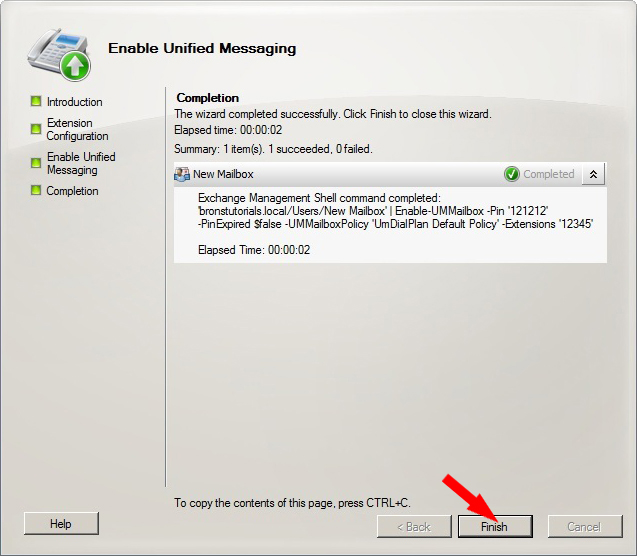 Enable Unified Messaging
Introduction
Extension
Configuration
Enable Unified
Messaging
Completion
Completion
The wizard completed successfully. Click Finish to close this wizard.
Elapsed time: 00:00:02
Summary: 1 item(s). 1 succeeded, 0 failed.
New Mailbox
Completed
Exchange Management Shell command completed:
'bronstutorials.local/Users/New Mailbox' | Enable-UMMailbox -Pin '121212'
-PinExpired $false -UMMailboxPolicy 'UmDialPlan Default Policy' -Extensions '12345'
Elapsed Time: 00:00:02
To copy the contents of this page, press CTRL+C.
Help
< Back
Finish
Cancel